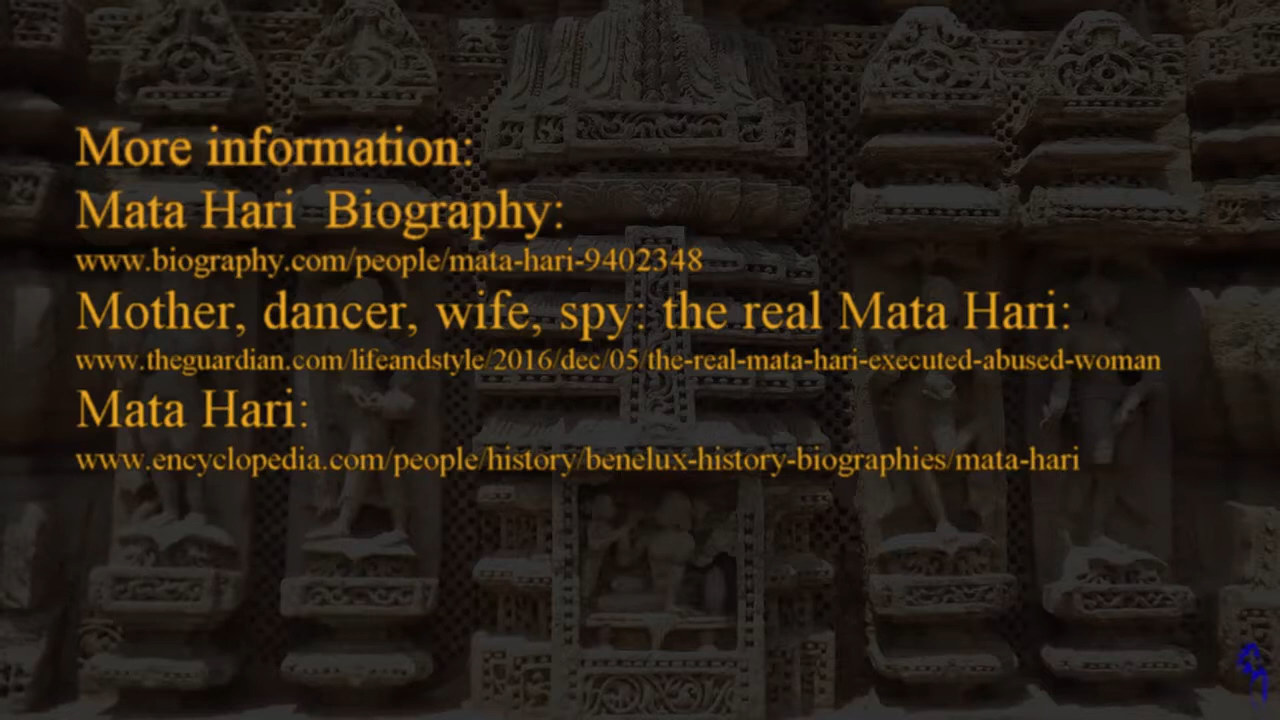 More information:
Mata Hari Biography:
www.biography.com/people/mata-hari-9402348
Mother, dancer, wife, spy: the real Mata Hari:
www.theguardian.com/lifeandstyle/2016/dec/05/the-real-mata-hari-executed-abused-woman
Mata Hari:
www.encyclopedia.com/people/history/benelux-history-biographies/mata-hari